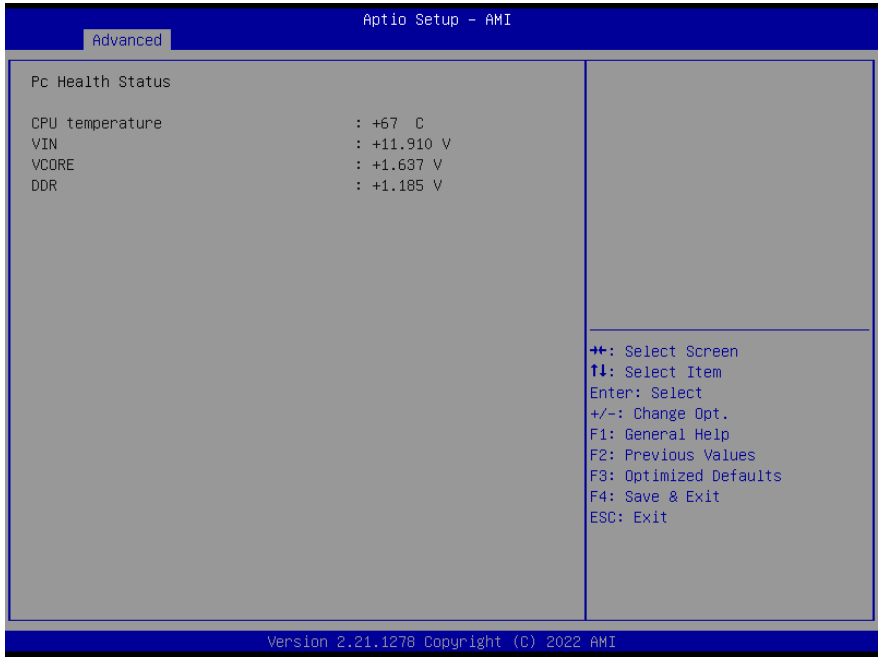 Aptio Setup - AMI
Advanced
Pc Health Status
CPU temperature : +67 C
VIN : +11.910 V
VCORE : +1.637 V
DDR : +1.185 V
→←: Select Screen
↑↓: Select Item
Enter: Select
+/-: Change Opt.
F1: General Help
F2: Previous Values
F3: Optimized Defaults
F4: Save & Exit
ESC: Exit
Version 2.21.1278 Copyright (C) 2022 AMI